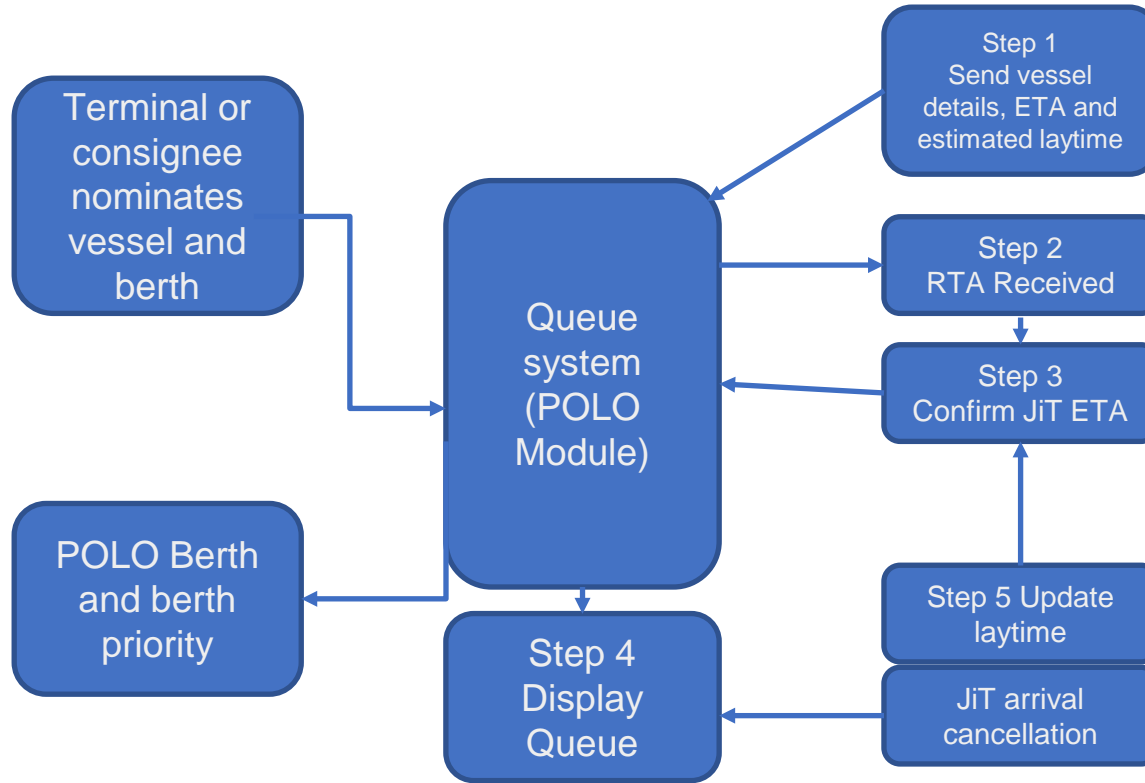 Terminal or
consignee
nominates
vessel and
berth
POLO Berth
and berth
priority
Queue
system
(POLO
Module)
Step 4
Display
Queue
Step 1
Send vessel
details, ETA and
estimated laytime
Step 2
RTA Received
Step 3
Confirm JiT ETA
Step 5 Update
laytime
JiT arrival
cancellation